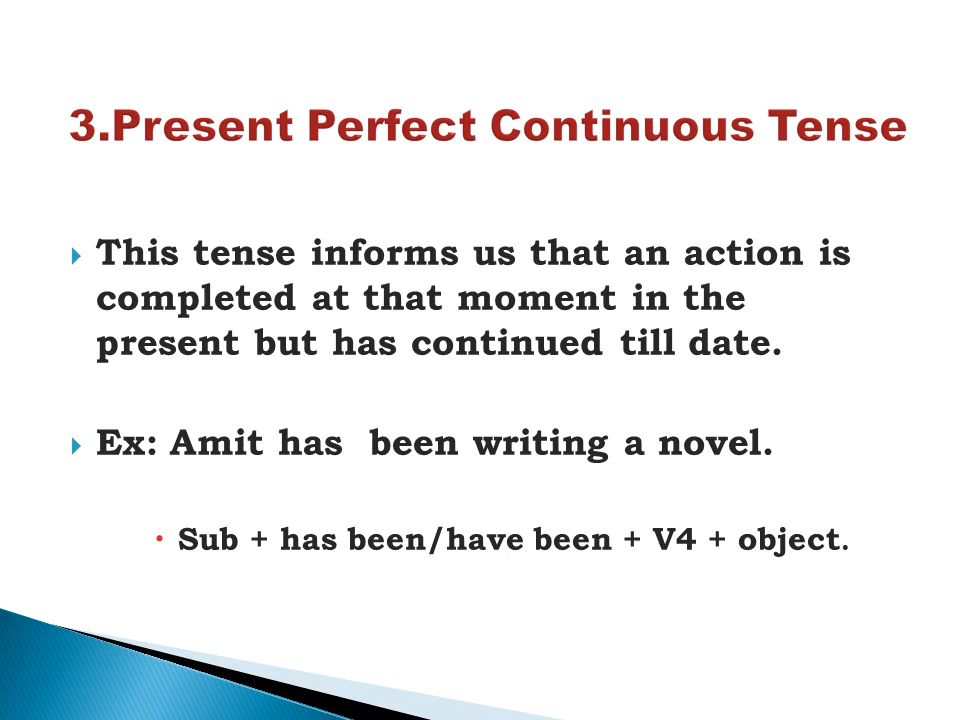 3.Present Perfect Continuous Tense
This tense informs us that an action is
completed at that moment in the
present but has continued till date.
Ex: Amit has  been writing a novel.
Sub + has been/have been + V4 + object.